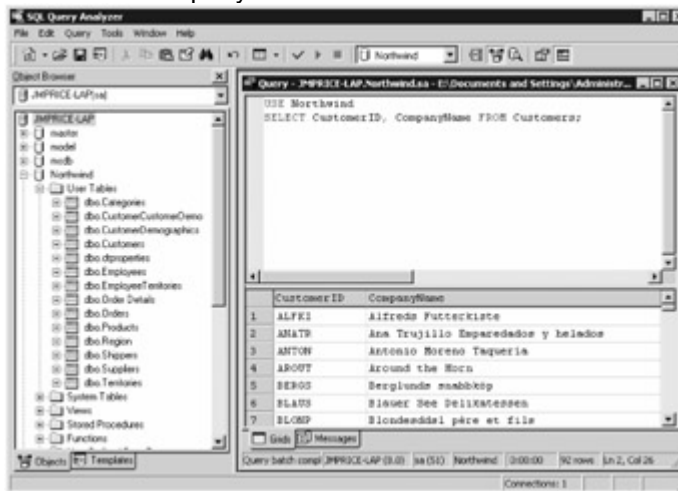 SQL Query Analyzer
File Edit Query Tools Window Help
Northwind
Object Browser
JMPRICE-LAP(sa)
JMPRICE-LAP
master
model
msdb
Northwind
User Tables
dbo.Categories
dbo.CustomerCustomerDemo
dbo.CustomerDemographics
dbo.Customers
dbo.dtproperties
dbo.Employees
dbo.EmployeeTerritories
dbo.Order Details
dbo.Orders
dbo.Products
dbo.Region
dbo.Shippers
dbo.Suppliers
dbo.Territories
System Tables
Views
Stored Procedures
Functions
Objects Templates
Query - JMPRICE-LAP.Northwind.sa - E:\Documents and Settings\Administr...
USE Northwind
SELECT CustomerID, CompanyName FROM Customers;
CustomerID CompanyName
1 ALFKI Alfreds Futterkiste
2 ANATR Ana Trujillo Emparedados y helados
3 ANTON Antonio Moreno Taquería
4 AROUT Around the Horn
5 BERGS Berglunds snabbköp
6 BLAUS Blauer See Delikatessen
7 BLONP Blondesddsl père et fils
Grids Messages
Query batch compl JMPRICE-LAP (8.0) sa (51) Northwind 0:00:00 92 rows Ln 2, Col 26
Connections: 1